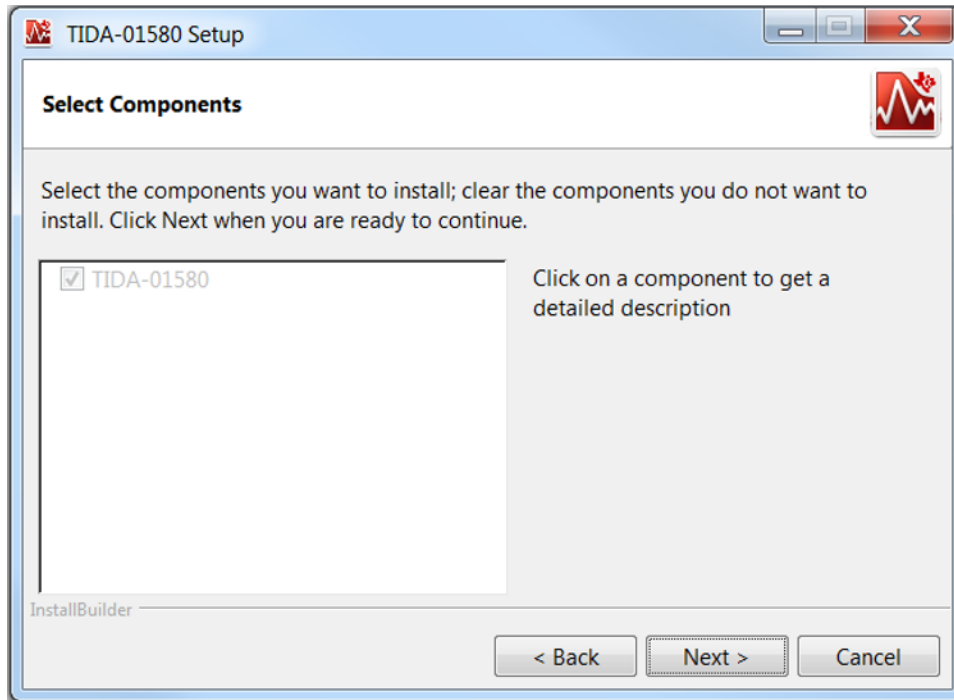 TIDA-01580 Setup
Select Components
Select the components you want to install; clear the components you do not want to
install. Click Next when you are ready to continue.
TIDA-01580
Click on a component to get a
detailed description
InstallBuilder
< Back
Next >
Cancel